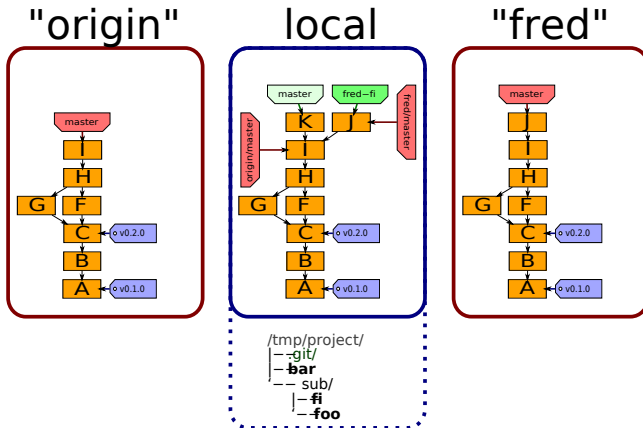 "origin" local "fred"
master
I
H
G F
C v0.2.0
B
A v0.1.0
master fred−fi
K J
origin/master I fred/master
H
G F
C v0.2.0
B
A v0.1.0
/tmp/project/
|−−.git/
|−−bar
‘−− sub/
|−−fi
‘−−foo
master
J
I
H
G F
C v0.2.0
B
A v0.1.0